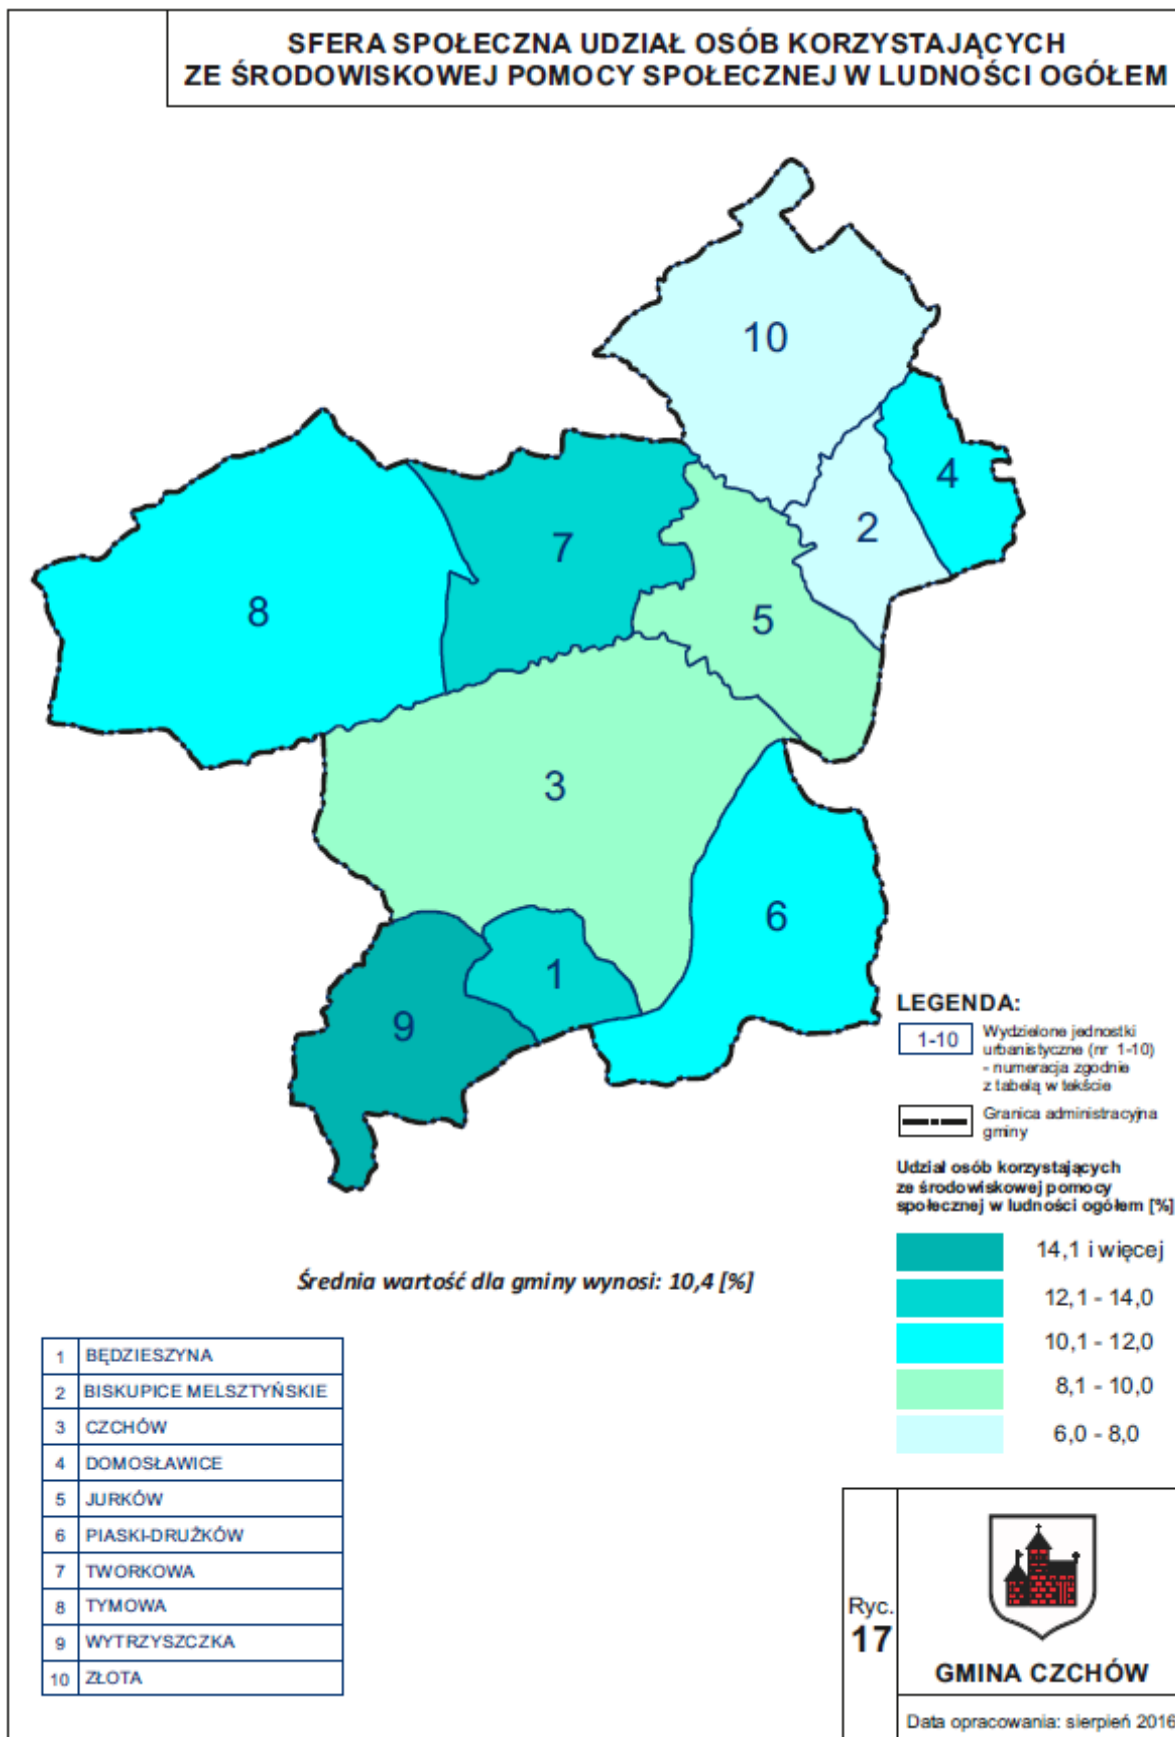 SFERA SPOŁECZNA UDZIAŁ OSÓB KORZYSTAJĄCYCH
ZE ŚRODOWISKOWEJ POMOCY SPOŁECZNEJ W LUDNOŚCI OGÓŁEM
10
4
2
7
8
5
3
6
1
9
LEGENDA:
1-10
Wydzielone jednostki
urbanistyczne (nr 1-10)
- numeracja zgodnie
z tabelą w tekście
Granica administracyjna
gminy
Udział osób korzystających
ze środowiskowej pomocy
społecznej w ludności ogółem [%]
14,1 i więcej
12,1 - 14,0
10,1 - 12,0
8,1 - 10,0
6,0 - 8,0
Średnia wartość dla gminy wynosi: 10,4 [%]
1 BĘDZIESZYNA
2 BISKUPICE MELSZTYŃSKIE
3 CZCHÓW
4 DOMOSŁAWICE
5 JURKÓW
6 PIASKI-DRUŻKÓW
7 TWORKOWA
8 TYMOWA
9 WYTRZYSZCZKA
10 ZŁOTA
Ryc.
17
GMINA CZCHÓW
Data opracowania: sierpień 2016